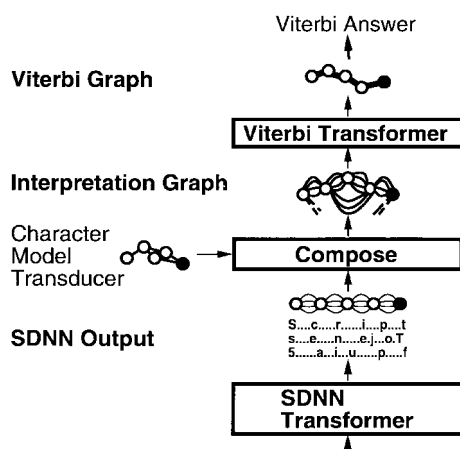 Viterbi Answer
Viterbi Graph
Viterbi Transformer
Interpretation Graph
Character
Model
Transducer
Compose
SDNN Output
S....c.....r......i....p....t
s....e.....n....e.j...o.T
5.....a...i...u.....p....f
SDNN
Transformer